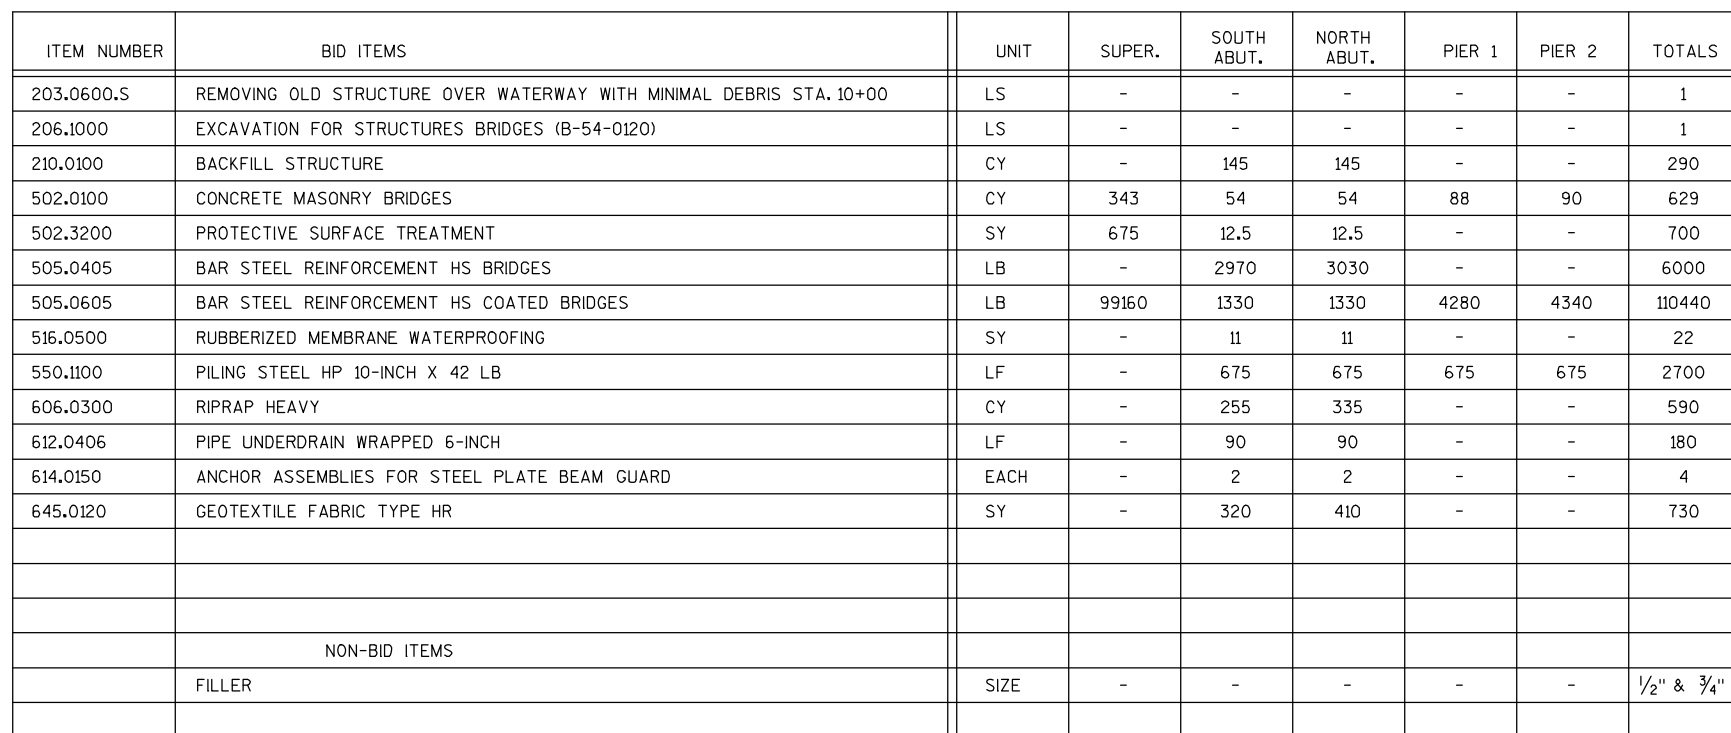 ITEM NUMBER BID ITEMS UNIT SUPER. SOUTH ABUT. NORTH ABUT. PIER 1 PIER 2 TOTALS
203.0600.S REMOVING OLD STRUCTURE OVER WATERWAY WITH MINIMAL DEBRIS STA. 10+00 LS - - - - - 1
206.1000 EXCAVATION FOR STRUCTURES BRIDGES (B-54-0120) LS - - - - - 1
210.0100 BACKFILL STRUCTURE CY - 145 145 - - 290
502.0100 CONCRETE MASONRY BRIDGES CY 343 54 54 88 90 629
502.3200 PROTECTIVE SURFACE TREATMENT SY 675 12.5 12.5 - - 700
505.0405 BAR STEEL REINFORCEMENT HS BRIDGES LB - 2970 3030 - - 6000
505.0605 BAR STEEL REINFORCEMENT HS COATED BRIDGES LB 99160 1330 1330 4280 4340 110440
516.0500 RUBBERIZED MEMBRANE WATERPROOFING SY - 11 11 - - 22
550.1100 PILING STEEL HP 10-INCH X 42 LB LF - 675 675 675 675 2700
606.0300 RIPRAP HEAVY CY - 255 335 - - 590
612.0406 PIPE UNDERDRAIN WRAPPED 6-INCH LF - 90 90 - - 180
614.0150 ANCHOR ASSEMBLIES FOR STEEL PLATE BEAM GUARD EACH - 2 2 - - 4
645.0120 GEOTEXTILE FABRIC TYPE HR SY - 320 410 - - 730
NON-BID ITEMS
FILLER SIZE - - - - - 1/2" & 3/4"